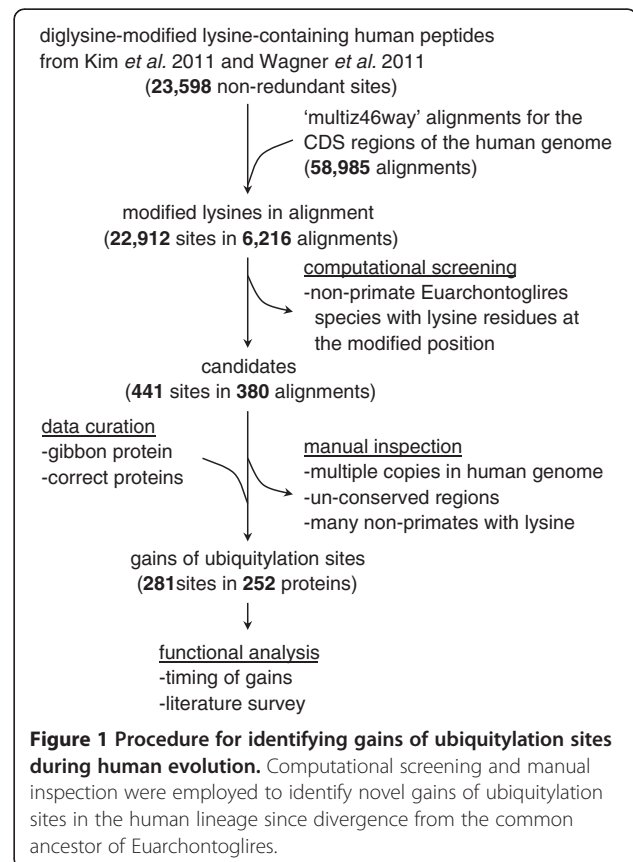 diglysine-modified lysine-containing human peptides
from Kim et al. 2011 and Wagner et al. 2011
(23,598 non-redundant sites)
‘multiz46way’ alignments for the
CDS regions of the human genome
(58,985 alignments)
modified lysines in alignment
(22,912 sites in 6,216 alignments)
computational screening
-non-primate Euarchontoglires
species with lysine residues at
the modified position
candidates
(441 sites in 380 alignments)
data curation
-gibbon protein
-correct proteins
manual inspection
-multiple copies in human genome
-un-conserved regions
-many non-primates with lysine
gains of ubiquitylation sites
(281sites in 252 proteins)
functional analysis
-timing of gains
-literature survey
Figure 1 Procedure for identifying gains of ubiquitylation sites
during human evolution. Computational screening and manual
inspection were employed to identify novel gains of ubiquitylation
sites in the human lineage since divergence from the common
ancestor of Euarchontoglires.